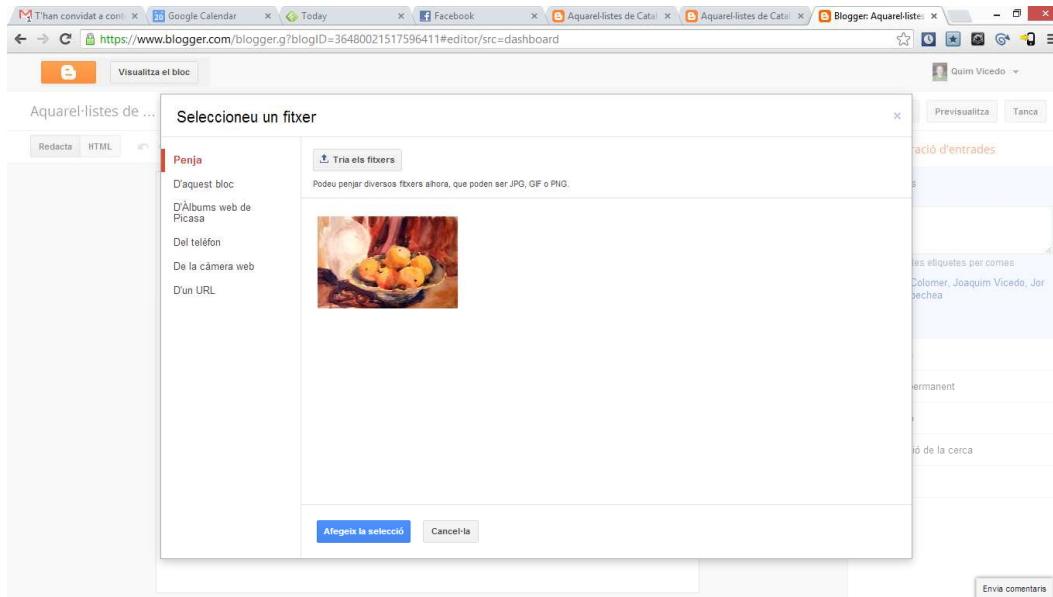 T'han convidat a cont
Google Calendar
Today
Facebook
Aquarel·listes de Catal
Aquarel·listes de Catal
Blogger: Aquarel·listes
https://www.blogger.com/blogger.g?blogID=3648002151759641​1#editor/src=dashboard
Visualitza el bloc
Quim Vicedo
Aquarel·listes de ...
Previsualitza
Tanca
Redacta
HTML
ració d'entrades
Seleccioneu un fitxer
Penja
D'aquest bloc
D'Àlbums web de
Picasa
Del telèfon
De la càmera web
D'un URL
Tria els fitxers
Podeu penjar diversos fitxers alhora, que poden ser JPG, GIF o PNG.
les etiquetes per comes
Colomer, Joaquim Vicedo, Jor
pechea
ermanent
ió de la cerca
Afegeix la selecció
Cancel·la
Envia comentaris